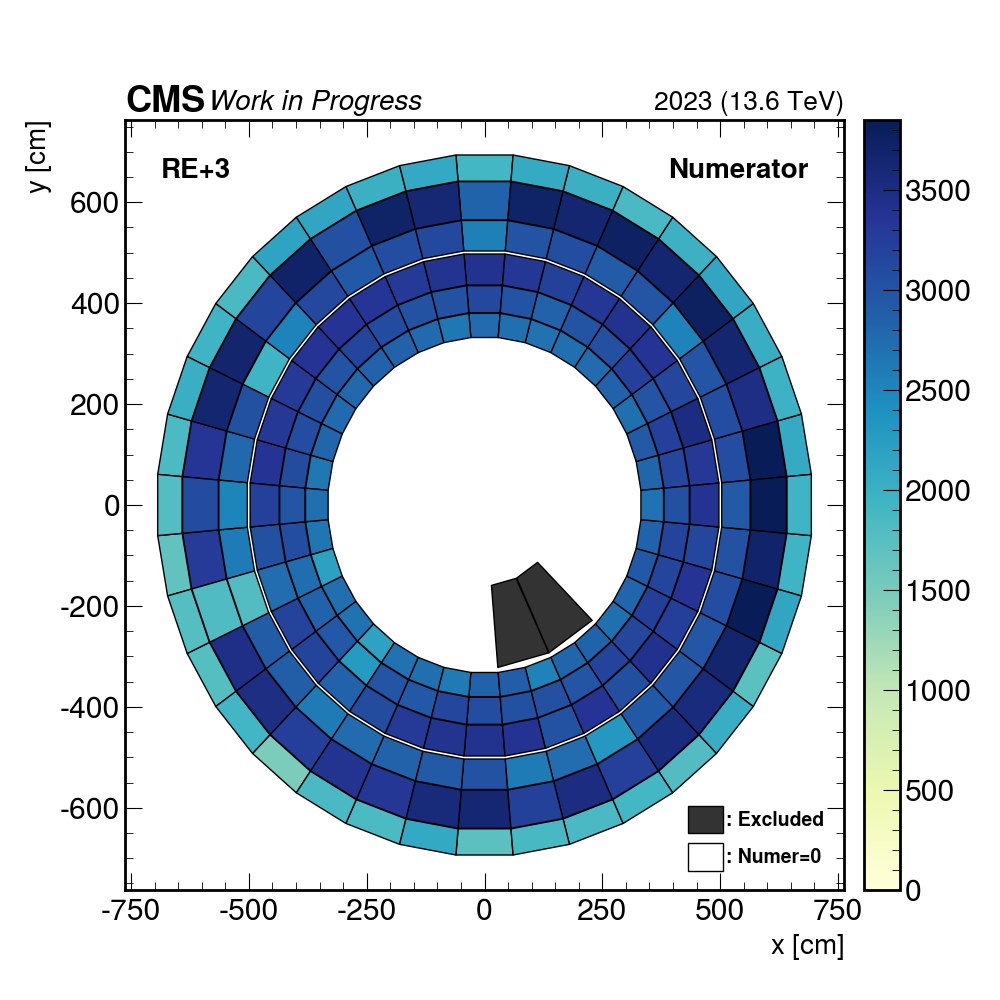 CMS Work in Progress 2023 (13.6 TeV)
y [cm]
RE+3 Numerator
600
400
200
0
-200
-400
-600
-750 -500 -250 0 250 500 750
x [cm]
: Excluded
: Numer=0
3500
3000
2500
2000
1500
1000
500
0